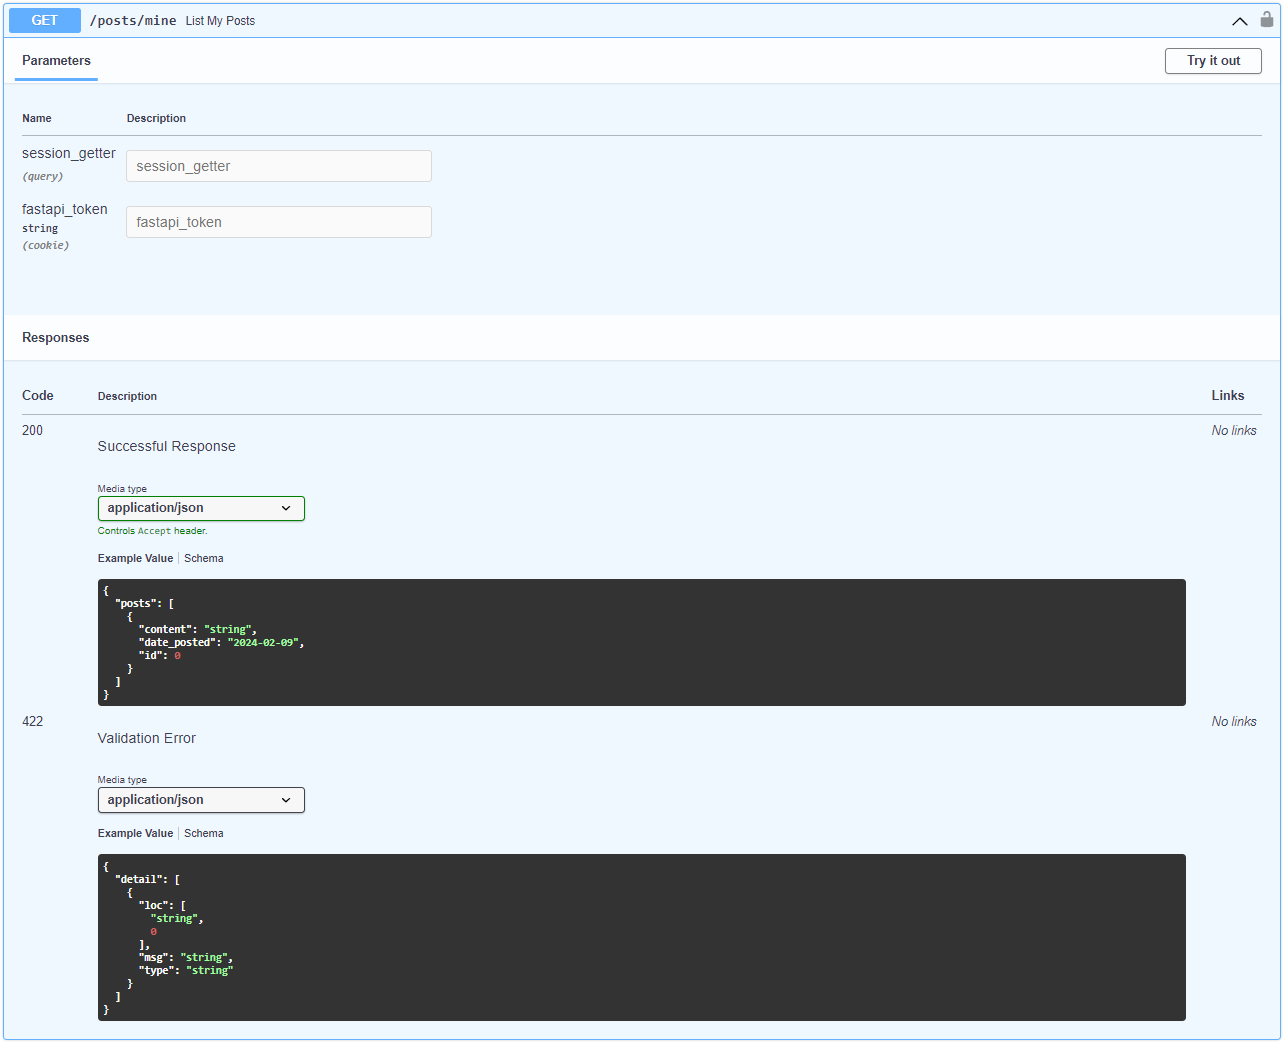 GET /posts/mine List My Posts
Parameters
Try it out
Name Description
session_getter
(query)
session_getter
fastapi_token
string
(cookie)
fastapi_token
Responses
Code Description Links
200
Successful Response
No links
Media type
application/json
Controls Accept header.
Example Value Schema
{
  "posts": [
    {
      "content": "string",
      "date_posted": "2024-02-09",
      "id": 0
    }
  ]
}
422
Validation Error
No links
Media type
application/json
Example Value Schema
{
  "detail": [
    {
      "loc": [
        "string",
        0
      ],
      "msg": "string",
      "type": "string"
    }
  ]
}